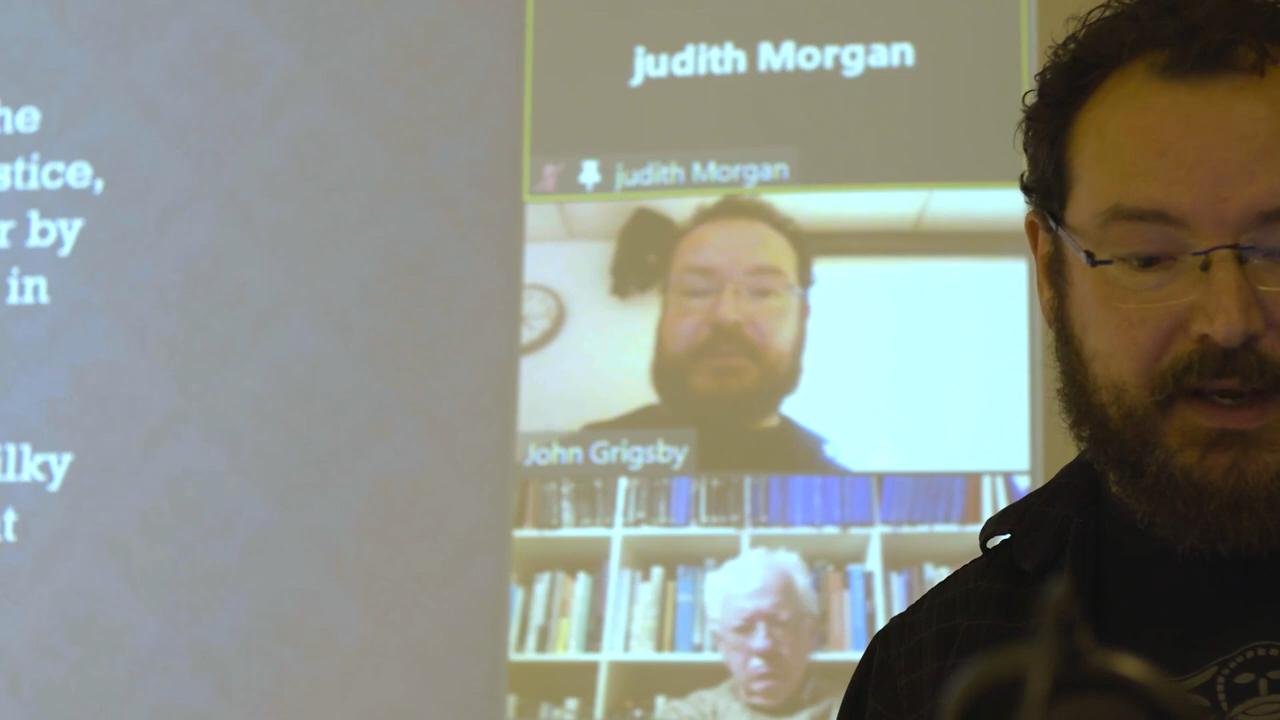 he
stice,
r by
in
ilky
t
judith Morgan
judith Morgan
John Grigsby